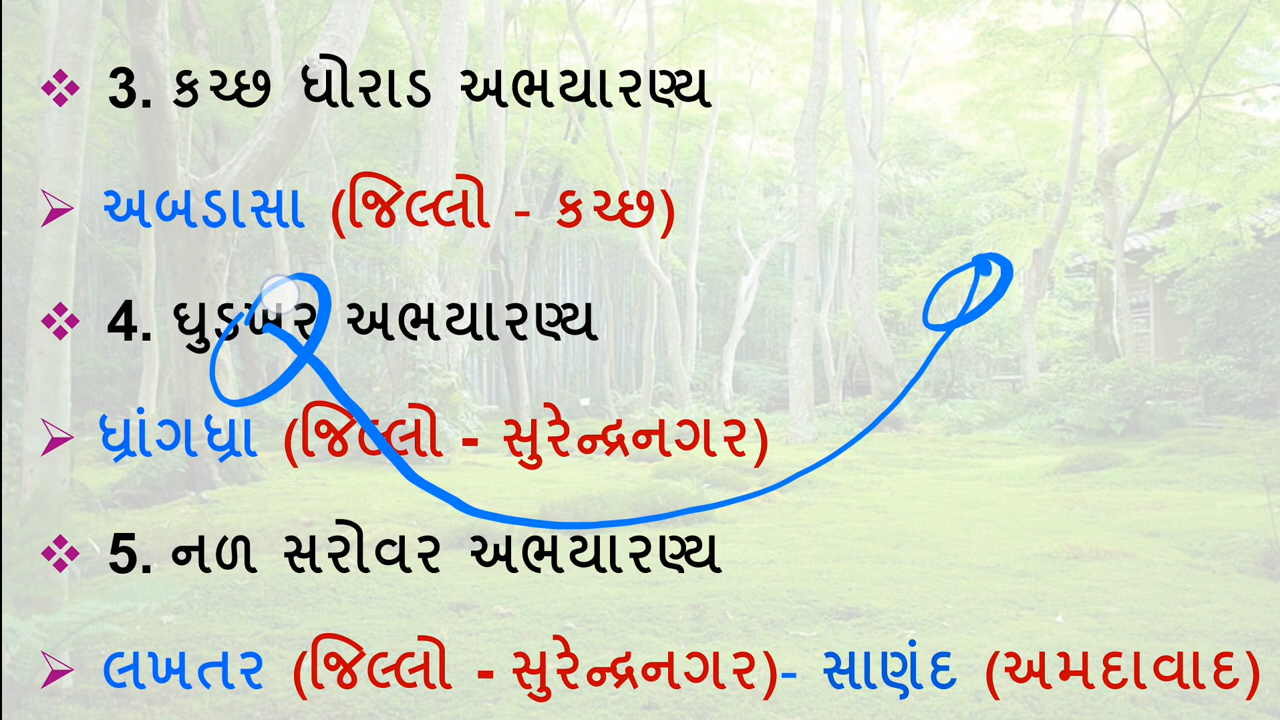 ❖ 3. કચ્છ ઘોરાડ અભયારણ્ય
➢ અબડાસા (જિલ્લો - કચ્છ)
❖ 4. ઘુડખર અભયારણ્ય
➢ ધ્રાંગધ્રા (જિલ્લો - સુરેન્દ્રનગર)
❖ 5. નળ સરોવર અભયારણ્ય
➢ લખતર (જિલ્લો - સુરેન્દ્રનગર)- સાણંદ (અમદાવાદ)